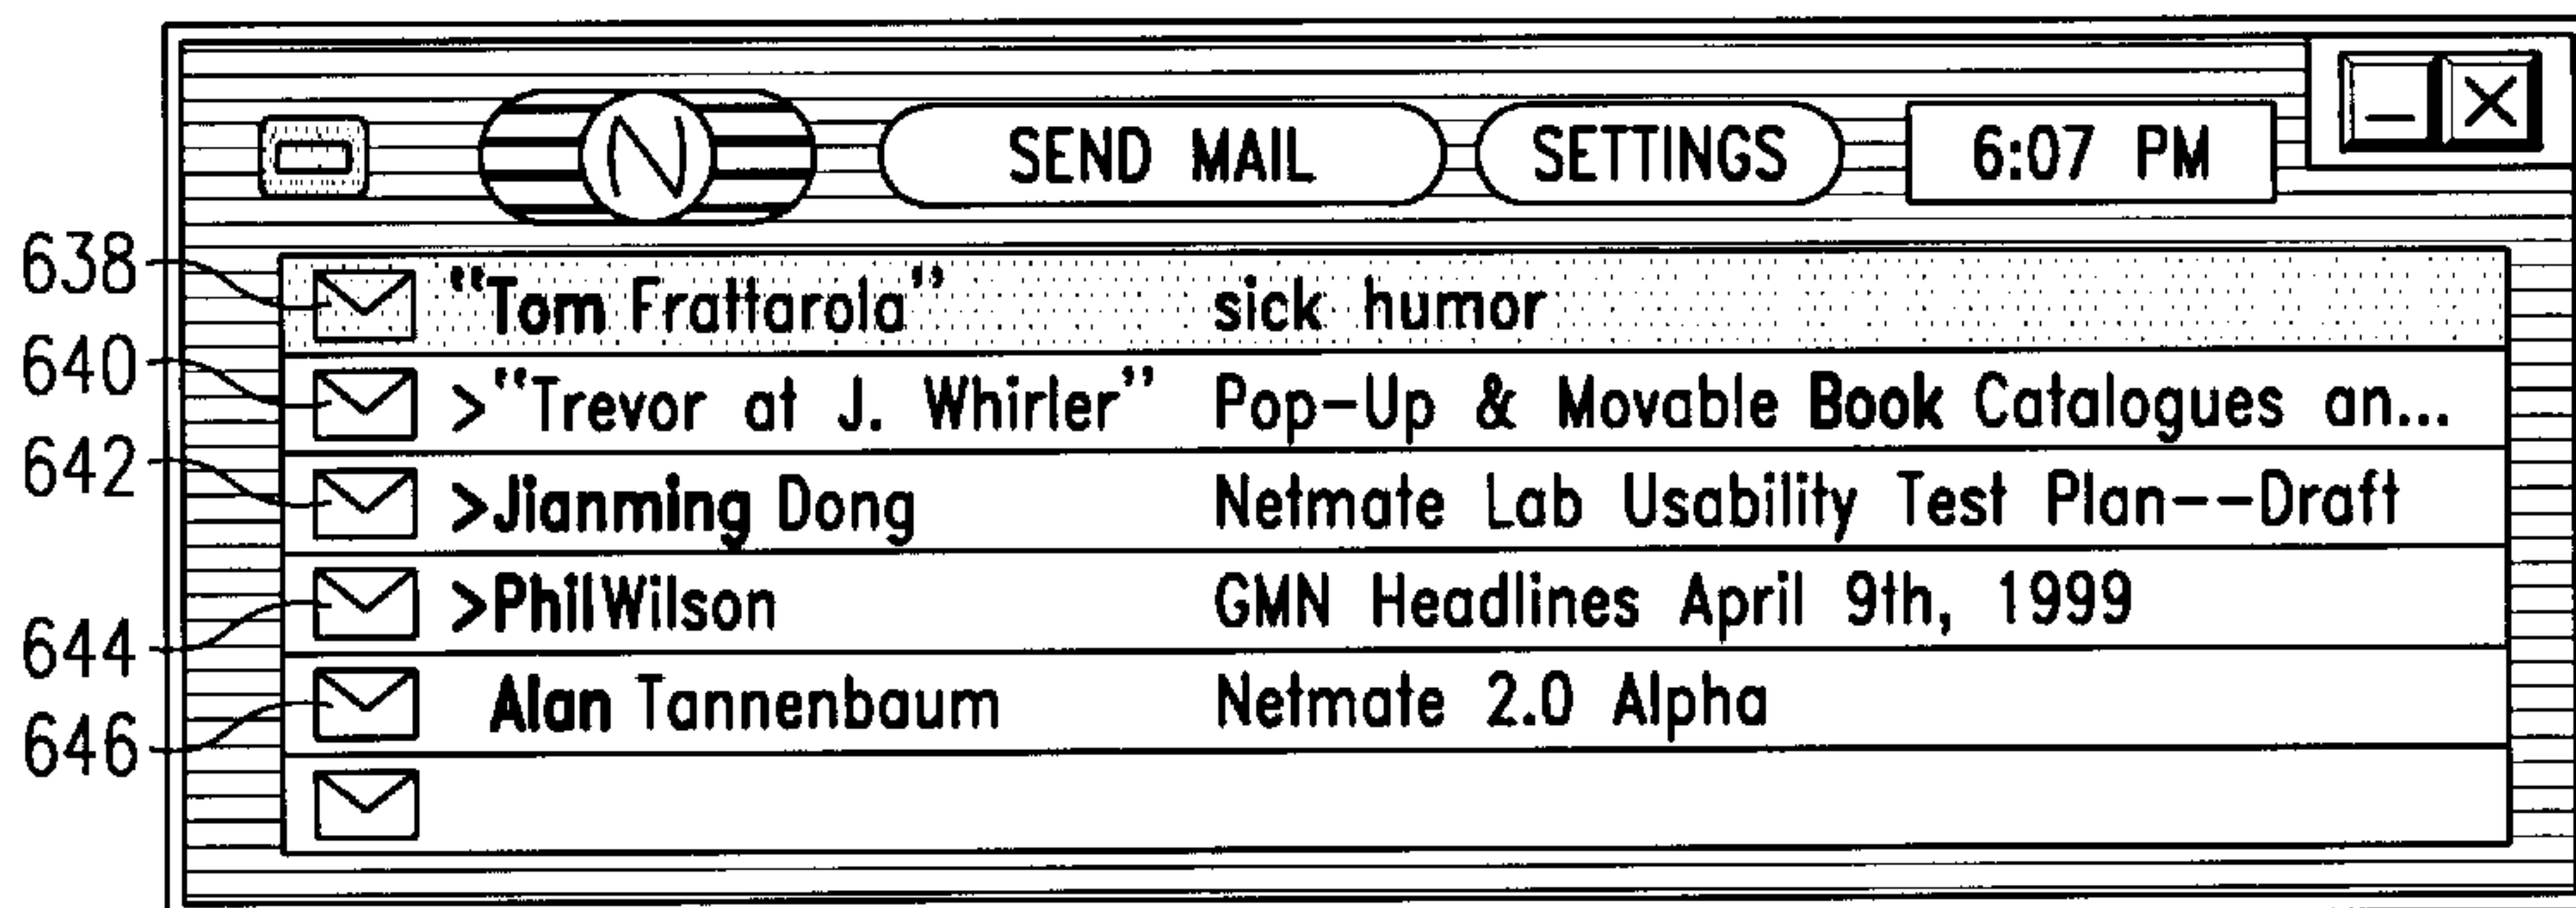 N SEND MAIL SETTINGS 6:07 PM
638 "Tom Frattarola" sick humor
640 >"Trevor at J. Whirler" Pop-Up & Movable Book Catalogues an...
642 >Jianming Dong Netmate Lab Usability Test Plan--Draft
644 >Phil Wilson GMN Headlines April 9th, 1999
646 Alan Tannenbaum Netmate 2.0 Alpha